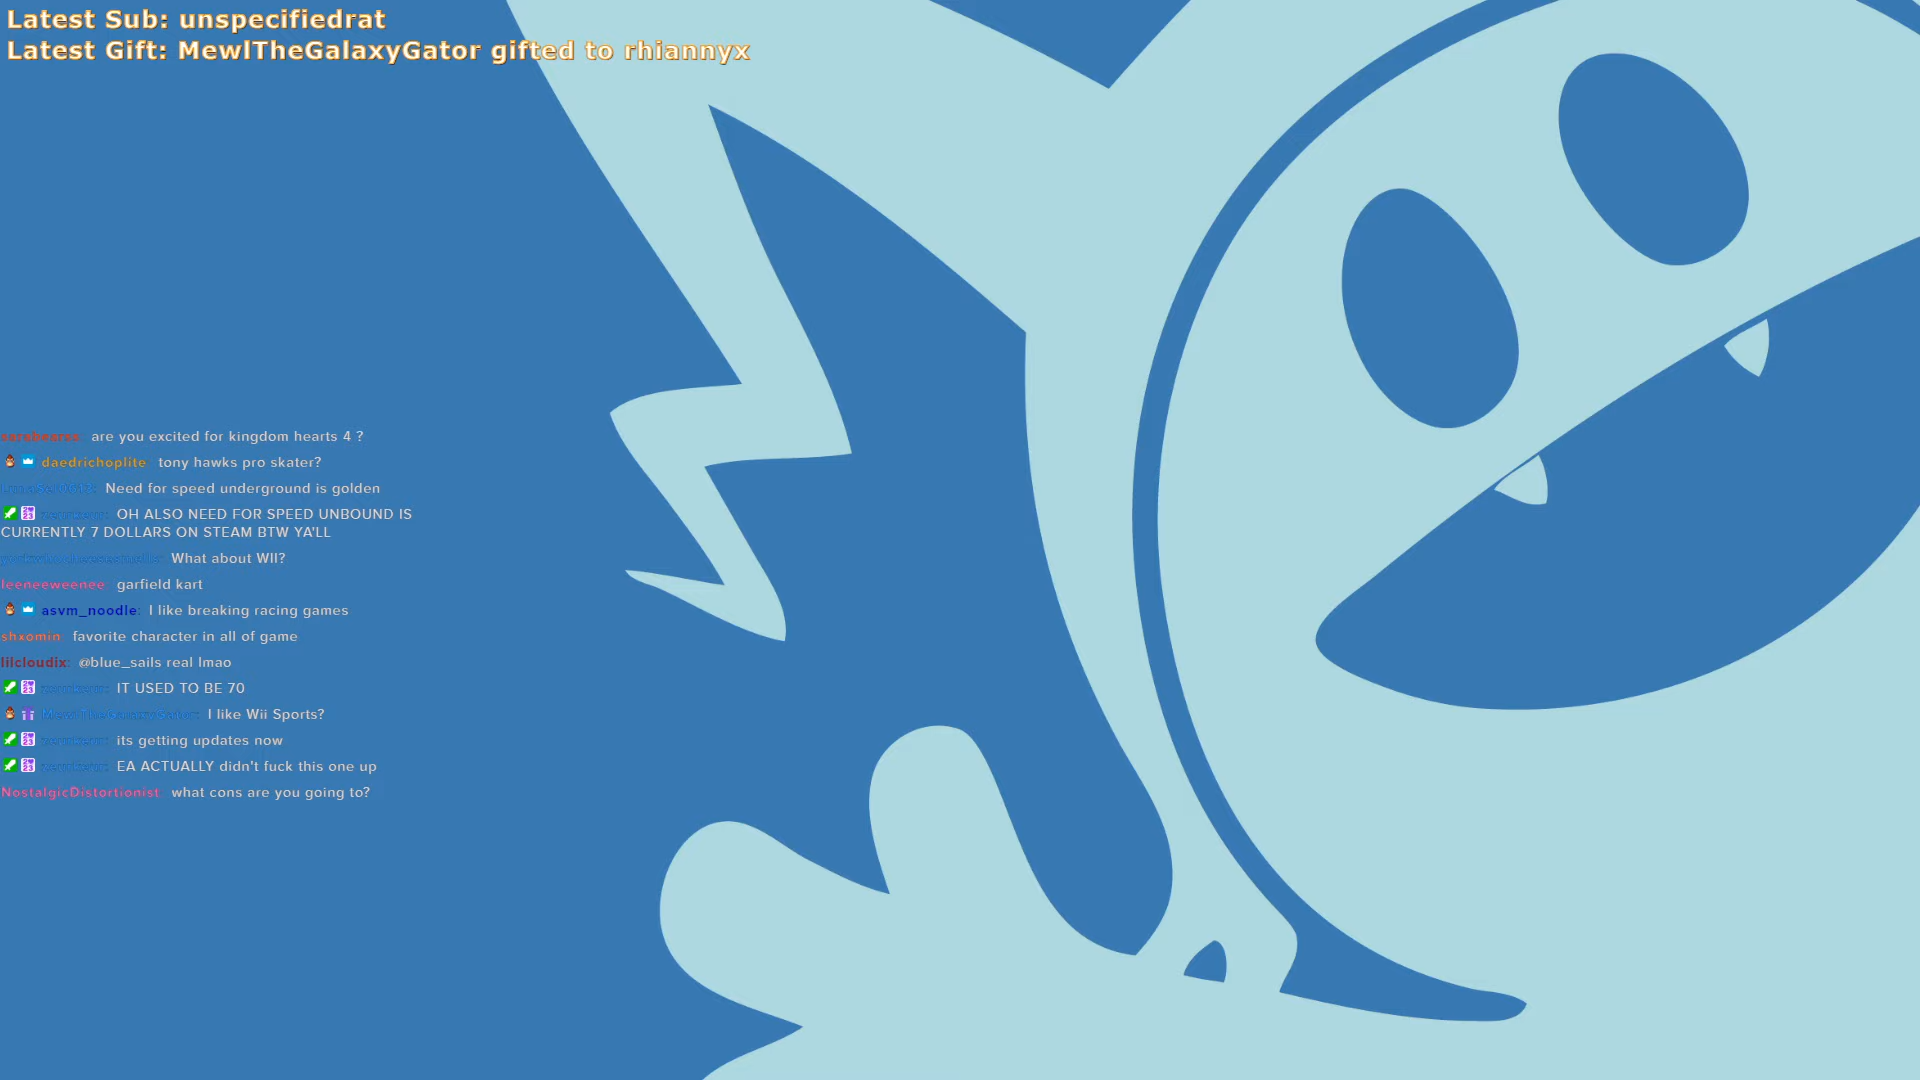 Latest Sub: unspecifiedrat
Latest Gift: MewlTheGalaxyGator gifted to rhiannyx
are you excited for kingdom hearts 4 ?
daedrichoplite: tony hawks pro skater?
Need for speed underground is golden
OH ALSO NEED FOR SPEED UNBOUND IS
CURRENTLY 7 DOLLARS ON STEAM BTW YA'LL
What about WII?
leeneeweenee: garfield kart
asvm_noodle: I like breaking racing games
shxomin: favorite character in all of game
lilcloudix: @blue_sails real lmao
IT USED TO BE 70
MewlTheGalaxyGator: I like Wii Sports?
its getting updates now
EA ACTUALLY didn't fuck this one up
NostalgicDistortionist: what cons are you going to?